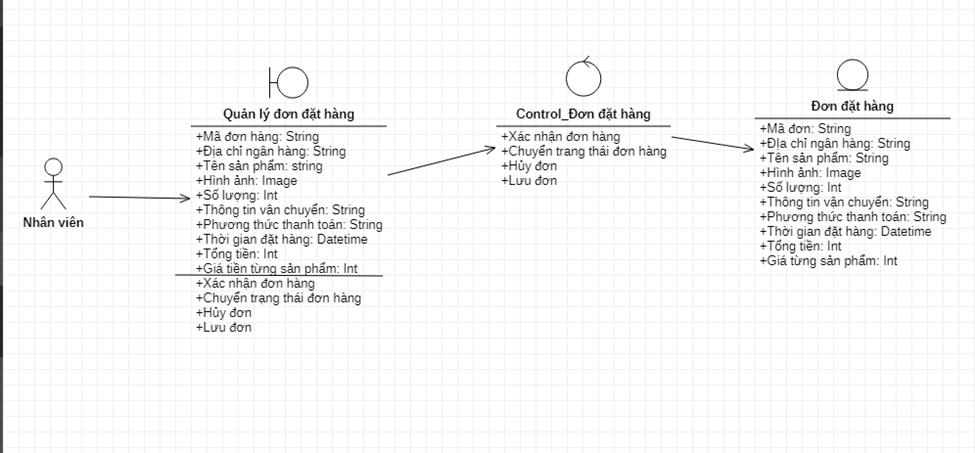 Nhân viên
Quản lý đơn đặt hàng
+Mã đơn hàng: String
+Địa chỉ ngân hàng: String
+Tên sản phẩm: string
+Hình ảnh: Image
+Số lượng: Int
+Thông tin vân chuyển: String
+Phương thức thanh toán: String
+Thời gian đặt hàng: Datetime
+Tổng tiền: Int
+Giá tiền từng sản phẩm: Int
+Xác nhận đơn hàng
+Chuyển trạng thái đơn hàng
+Hủy đơn
+Lưu đơn
Control_Đơn đặt hàng
+Xác nhận đơn hàng
+Chuyển trang thái đơn hàng
+Hủy đơn
+Lưu đơn
Đơn đặt hàng
+Mã đơn: String
+ĐỊa chỉ ngân hàng: String
+Tên sản phẩm: String
+Hình ảnh: Image
+Số lượng: Int
+Thông tin vân chuyển: String
+Phương thức thanh toán: String
+Thời gian đặt hàng: Datetime
+Tổng tiền: Int
+Giá từng sản phẩm: Int